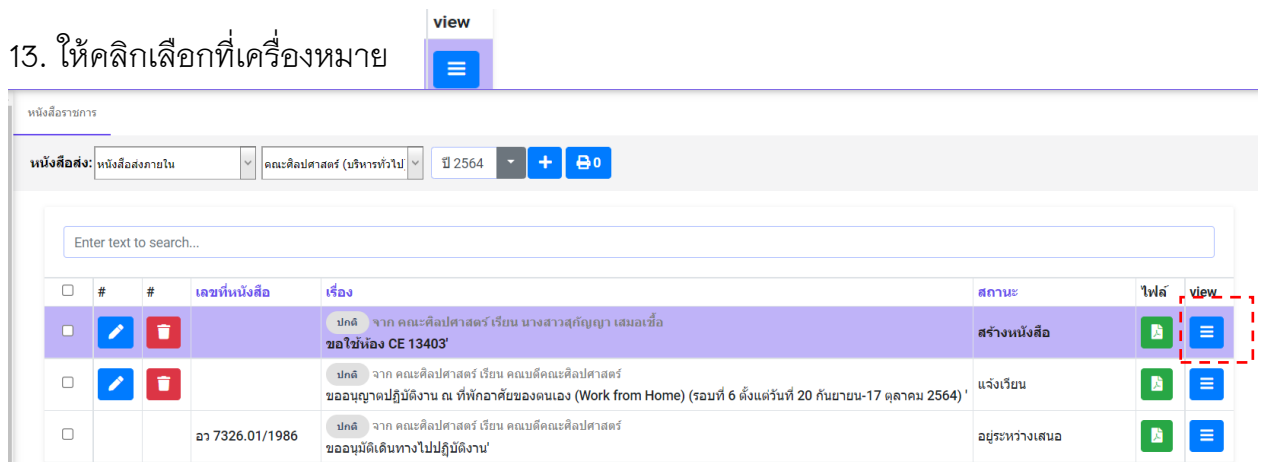 view
13. ให้คลิกเลือกที่เครื่องหมาย
หนังสือราชการ
หนังสือส่ง: หนังสือส่งภายใน คณะศิลปศาสตร์ (บริหารทั่วไป) ปี 2564 + 0
Enter text to search...
# # เลขที่หนังสือ เรื่อง สถานะ ไฟล์ view
ปกติ จาก คณะศิลปศาสตร์ เรียน นางสาวสุกัญญา เสมอเชื้อ
ขอใช้ห้อง CE 13403' สร้างหนังสือ
ปกติ จาก คณะศิลปศาสตร์ เรียน คณบดีคณะศิลปศาสตร์
ขออนุญาตปฏิบัติงาน ณ ที่พักอาศัยของตนเอง (Work from Home) (รอบที่ 6 ตั้งแต่วันที่ 20 กันยายน-17 ตุลาคม 2564) ' แจ้งเวียน
ปกติ จาก คณะศิลปศาสตร์ เรียน คณบดีคณะศิลปศาสตร์
อว 7326.01/1986 ขออนุมัติเดินทางไปปฏิบัติงาน' อยู่ระหว่างเสนอ